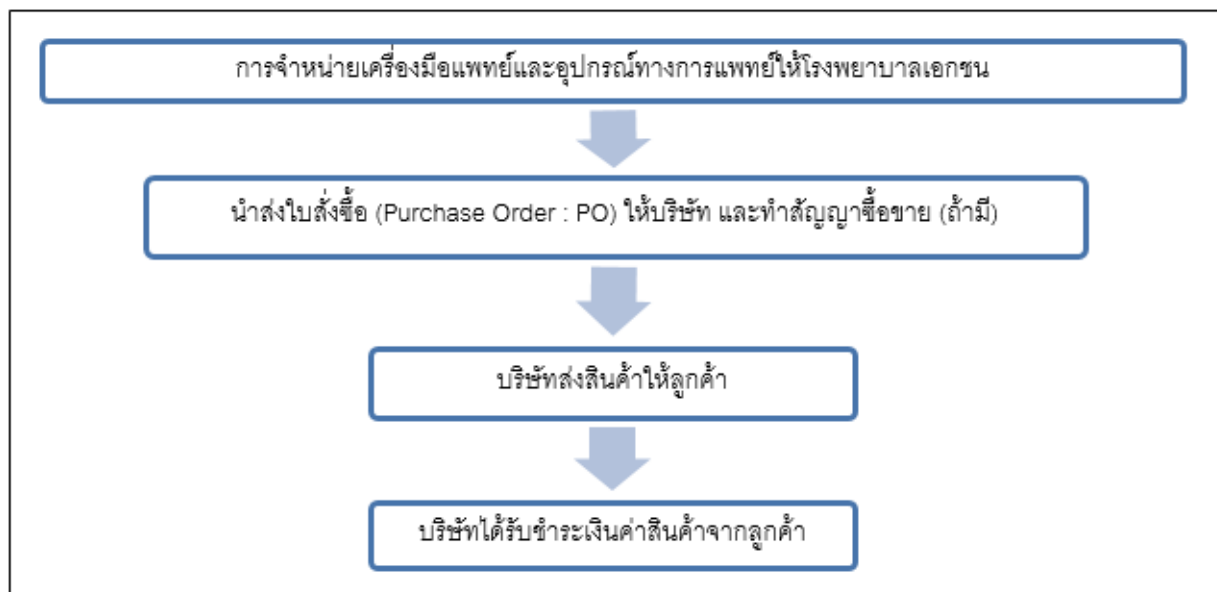 การจำหน่ายเครื่องมือแพทย์และอุปกรณ์ทางการแพทย์ให้โรงพยาบาลเอกชน
นำส่งใบสั่งซื้อ (Purchase Order : PO) ให้บริษัท และทำสัญญาซื้อขาย (ถ้ามี)
บริษัทส่งสินค้าให้ลูกค้า
บริษัทได้รับชำระเงินค่าสินค้าจากลูกค้า